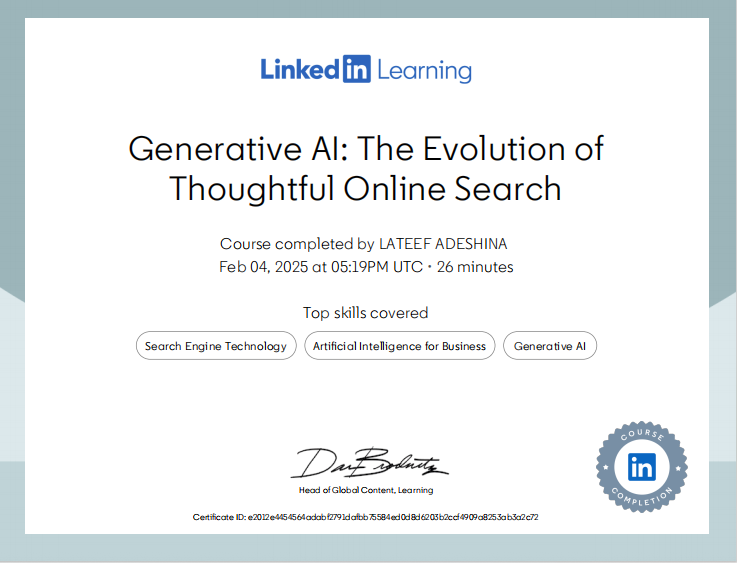 Linked in Learning
Generative AI: The Evolution of
Thoughtful Online Search
Course completed by LATEEF ADESHINA
Feb 04, 2025 at 05:19PM UTC • 26 minutes
Top skills covered
Search Engine Technology
Artificial Intelligence for Business
Generative AI
Head of Global Content, Learning
COURSE
in
COMPLETION
Certificate ID: e2012e4454564adabf2791dafbb75584ed0d8d6203b2ccf4909a8253ab3a2c72